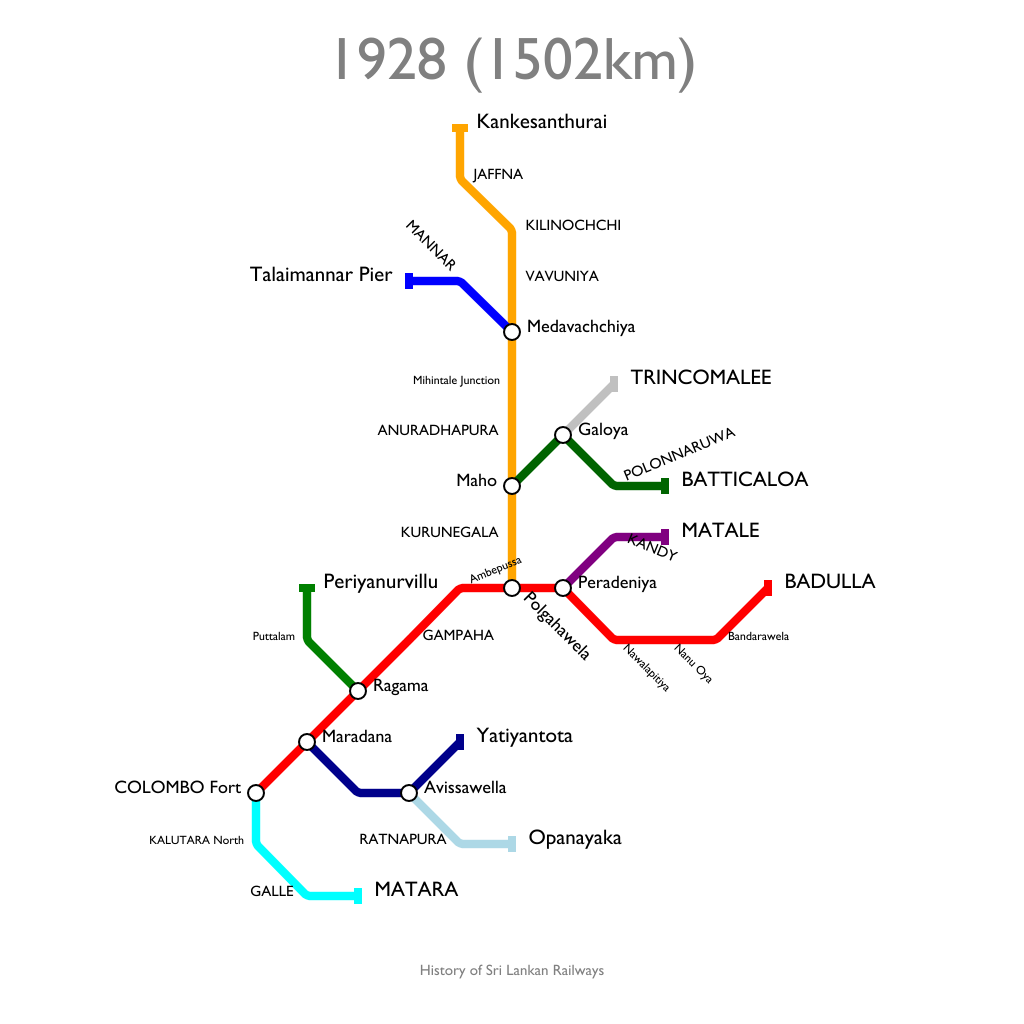 1928 (1502km)
Kankesanthurai
JAFFNA
KILINOCHCHI
MANNAR
Talaimannar Pier
VAVUNIYA
Medavachchiya
Mihintale Junction
TRINCOMALEE
ANURADHAPURA
Galoya
POLONNARUWA
Maho
BATTICALOA
KURUNEGALA
MATALE
KANDY
Ambepussa
Periyanurvillu
Peradeniya
BADULLA
Polgahawela
Puttalam
GAMPAHA
Bandarawela
Nawalapitiya
Nanu Oya
Ragama
Maradana
Yatiyantota
COLOMBO Fort
Avissawella
KALUTARA North
RATNAPURA
Opanayaka
GALLE
MATARA
History of Sri Lankan Railways